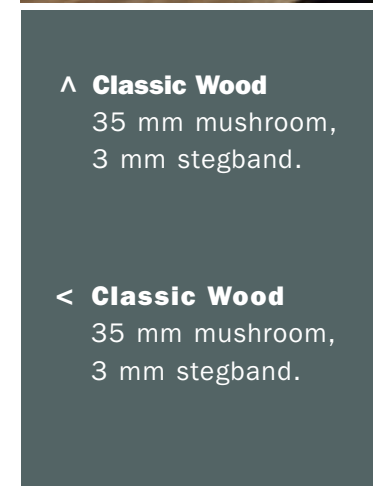 ^ Classic Wood
35 mm mushroom,
3 mm stegband.
< Classic Wood
35 mm mushroom,
3 mm stegband.